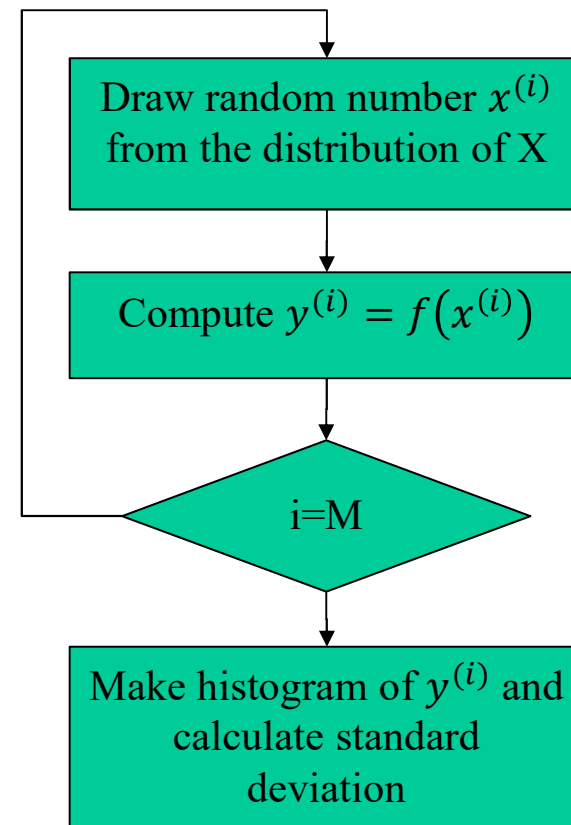 Draw random number x^{(i)}
from the distribution of X
Compute y^{(i)} = f(x^{(i)})
i=M
Make histogram of y^{(i)} and
calculate standard
deviation